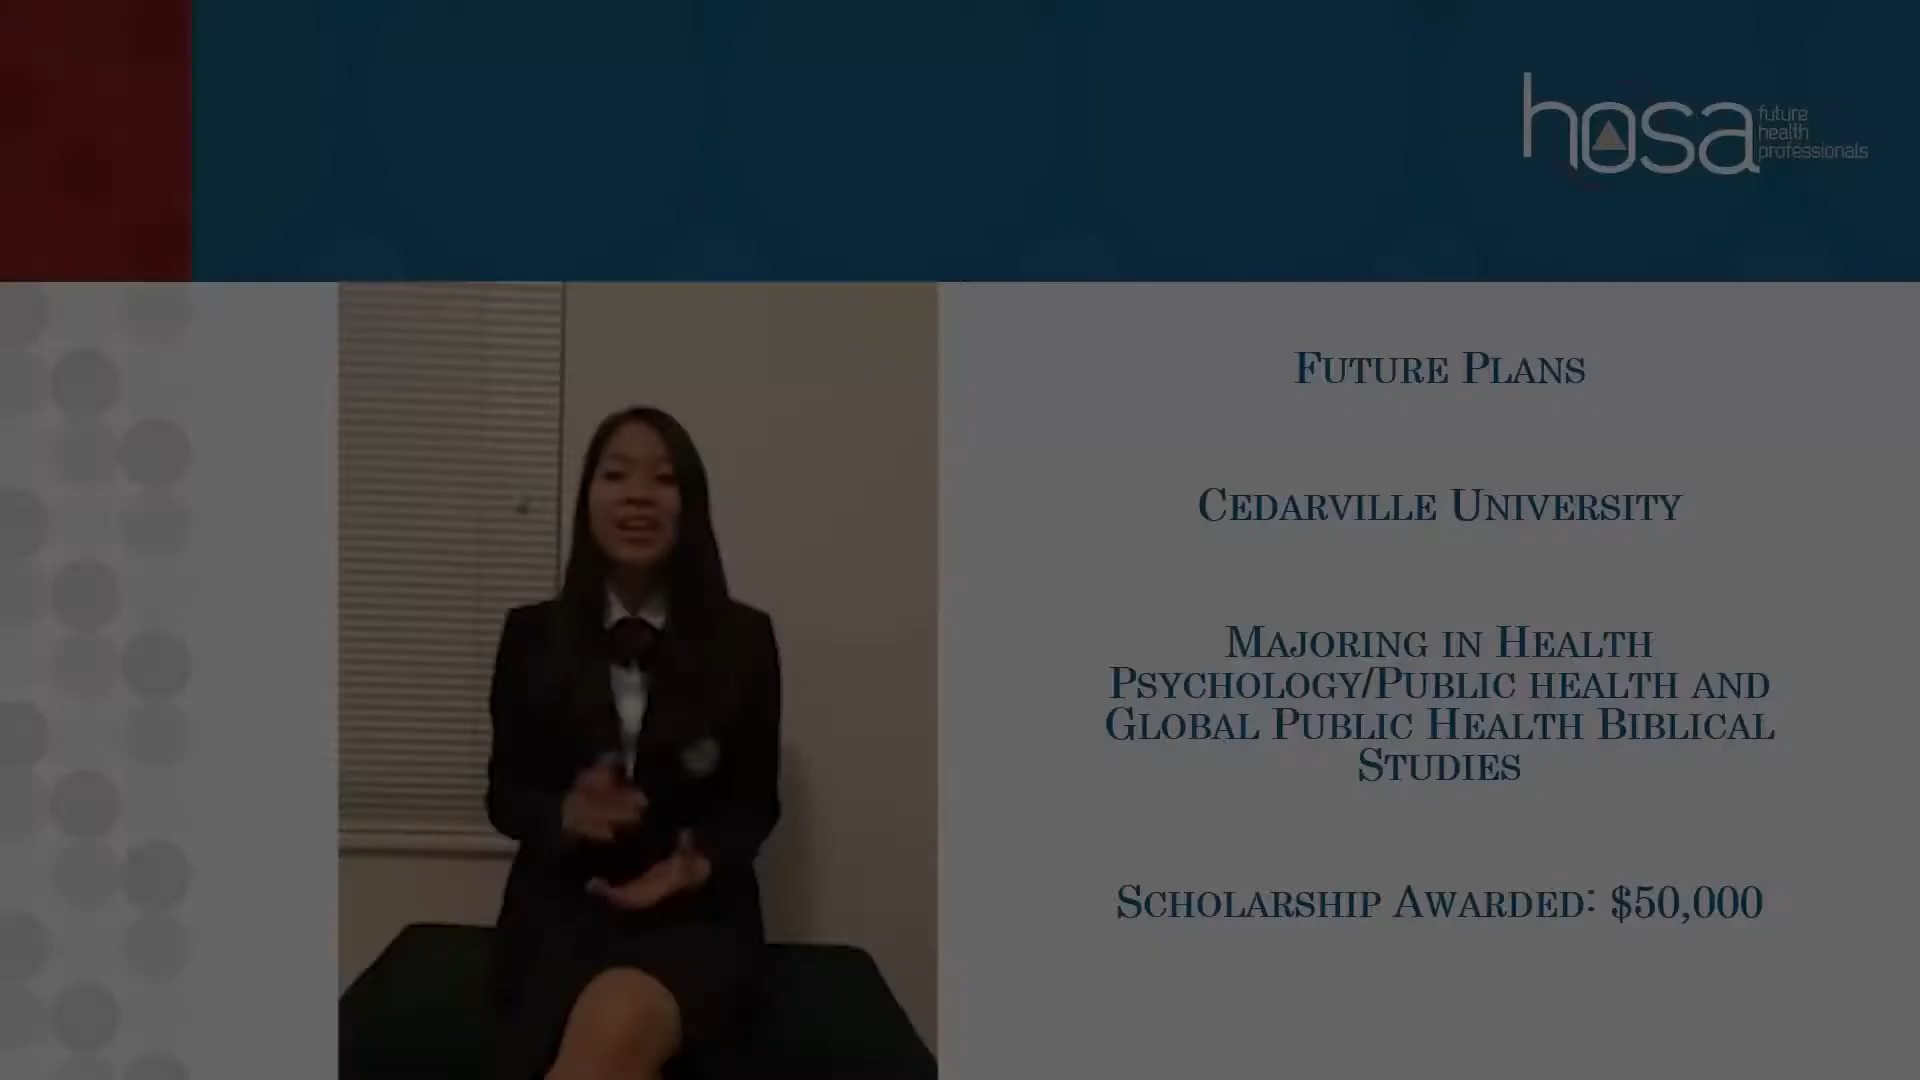 hosa
future
health
professionals
Future Plans
Cedarville University
Majoring in Health
Psychology/Public health and
Global Public Health Biblical
Studies
Scholarship Awarded: $50,000